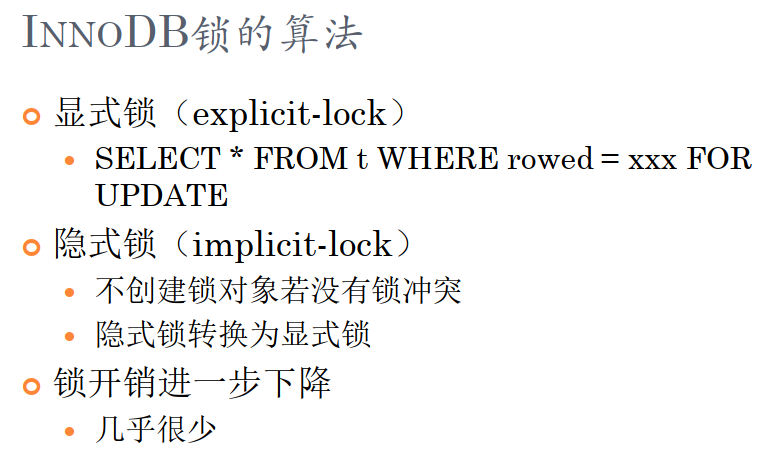 INNODB锁的算法
显式锁（explicit-lock）
SELECT * FROM t WHERE rowed = xxx FOR
UPDATE
隐式锁（implicit-lock）
不创建锁对象若没有锁冲突
隐式锁转换为显式锁
锁开销进一步下降
几乎很少